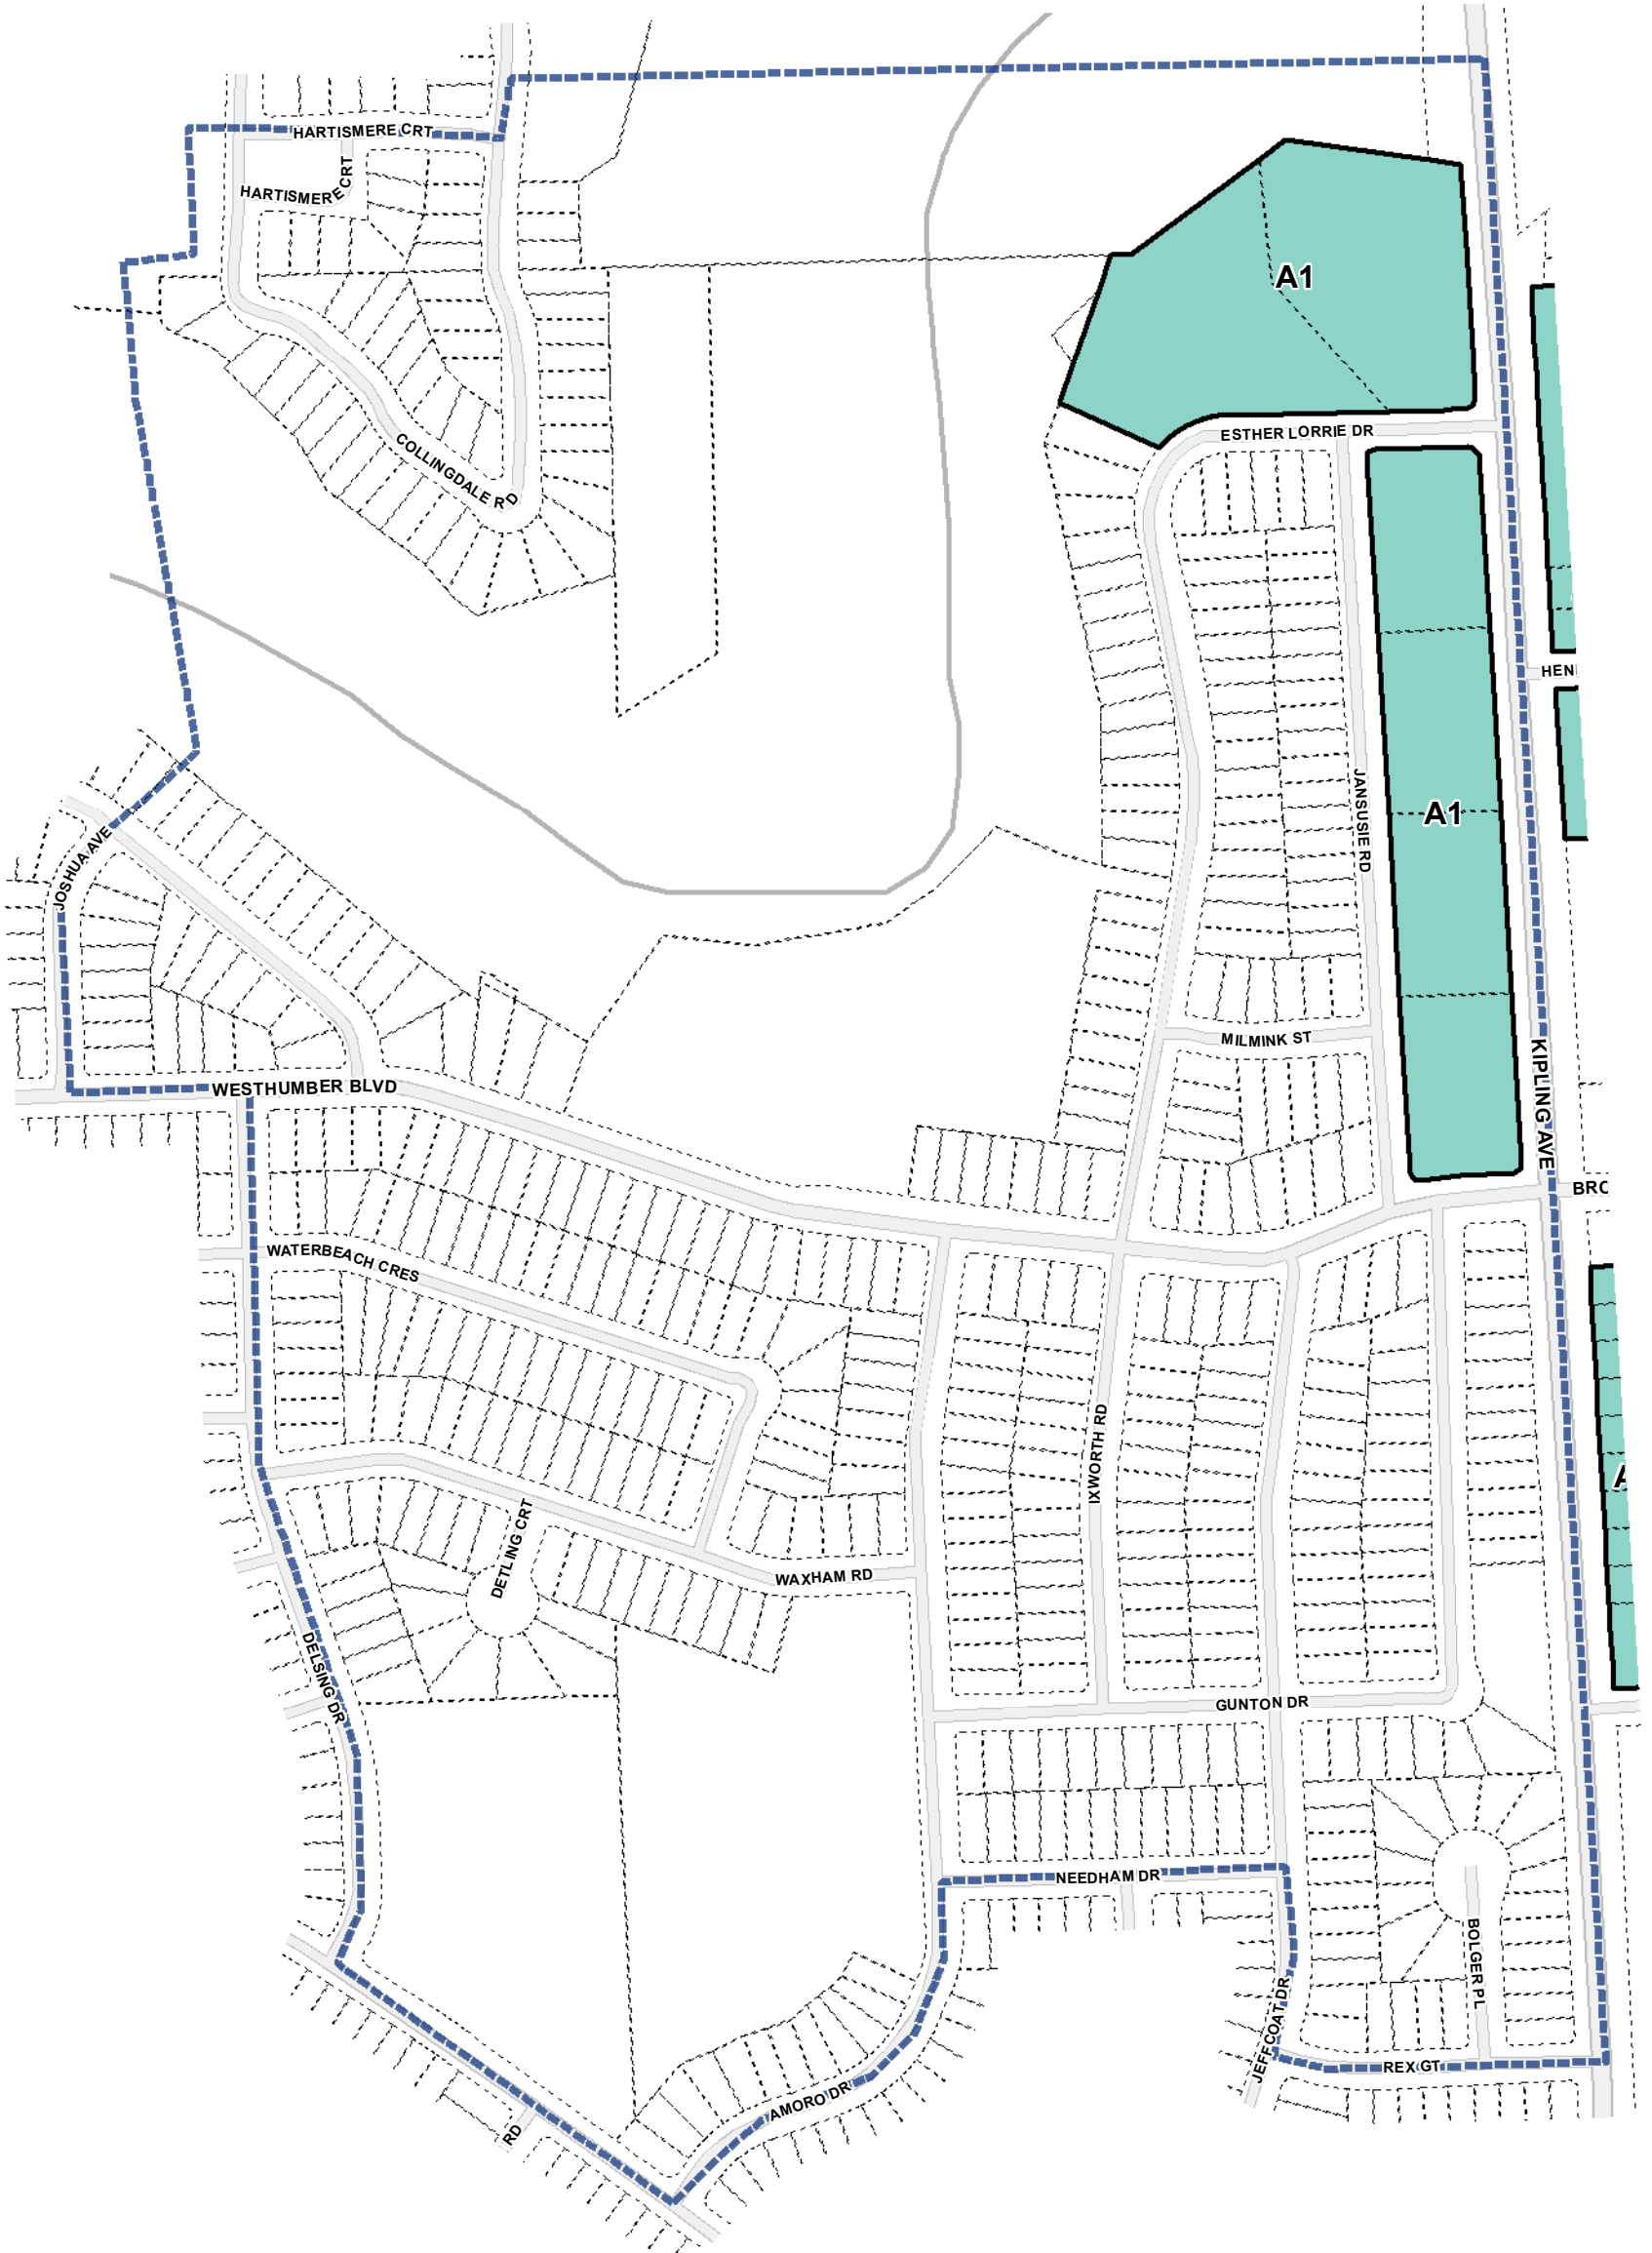 HARTISMERE CRT
HARTISMERE CRT
A1
COLLINGDALE RD
ESTHER LORRIE DR
HEN
JANSUSIE RD
A1
JOSHUA AVE
MILMINK ST
KIPLING AVE
WESTHUMBER BLVD
BRO
WATERBEACH CRES
IXWORTH RD
A
DETLING CRT
WAXHAM RD
DELSING DR
GUNTON DR
NEEDHAM DR
BOLGER PL
JEFFCOAT DR
REX GT
AMORO DR
RD